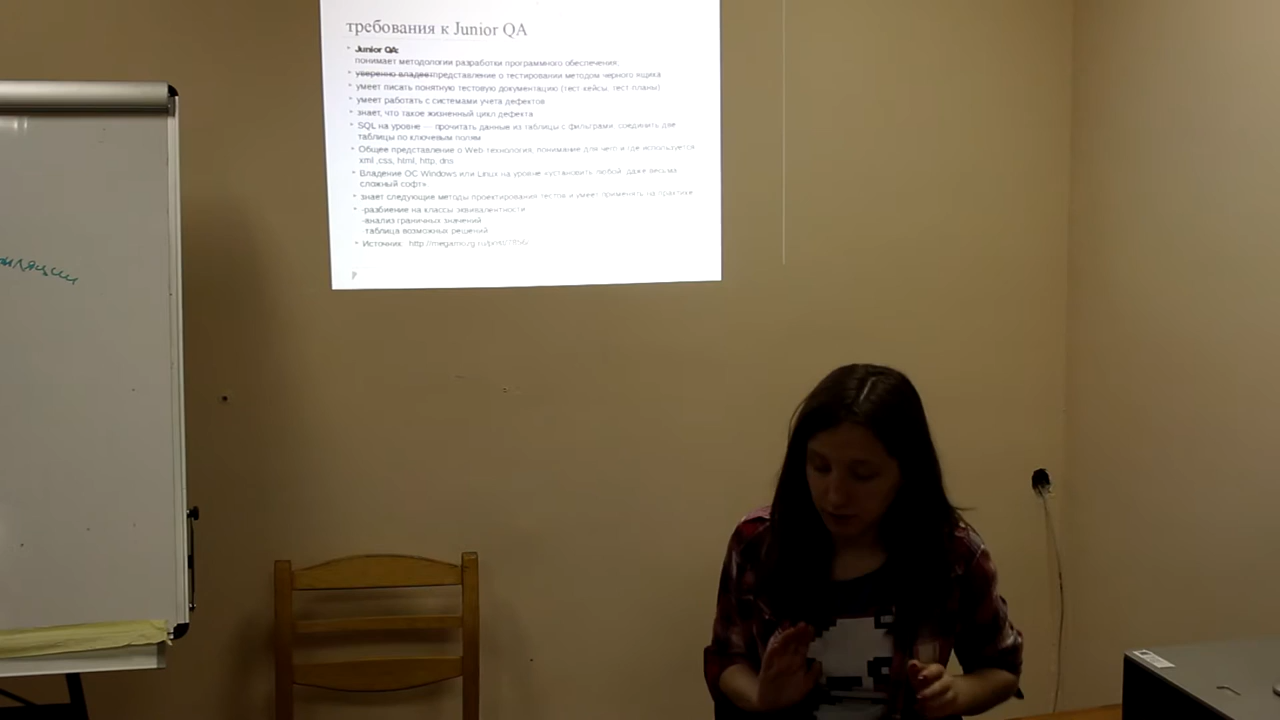 требования к Junior QA
Junior QA:
понимает методологии разработки программного обеспечения:
уверенно владеет представление о тестировании методом черного ящика
умеет писать понятную тестовую документацию (тест кейсы, тест планы)
умеет работать с системами учета дефектов
знает, что такое жизненный цикл дефекта
SQL на уровне — прочитать данные из таблицы с фильтрами, соединить две
таблицы по ключевым полям
Общее представление о Web-технология, понимание для чего и где используется
xml ,css, html, http, dns
Владение ОС Windows или Linux на уровне «установить любой, даже весьма
сложный софт»
знает следующие методы проектирования тестов и умеет применять на практике
-разбиение на классы эквивалентности
-анализ граничных значений
-таблица возможных решений
Источник http://megamozg.ru/post/